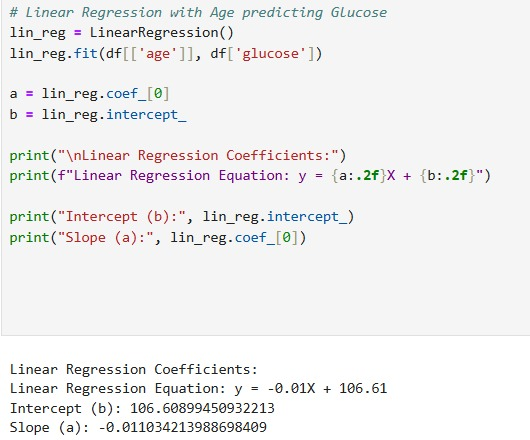 # Linear Regression with Age predicting Glucose
lin_reg = LinearRegression()
lin_reg.fit(df[['age']], df['glucose'])
a = lin_reg.coef_[0]
b = lin_reg.intercept_
print("\nLinear Regression Coefficients:")
print(f"Linear Regression Equation: y = {a:.2f}X + {b:.2f}")
print("Intercept (b):", lin_reg.intercept_)
print("Slope (a):", lin_reg.coef_[0])
Linear Regression Coefficients:
Linear Regression Equation: y = -0.01X + 106.61
Intercept (b): 106.60899450932213
Slope (a): -0.011034213988698409